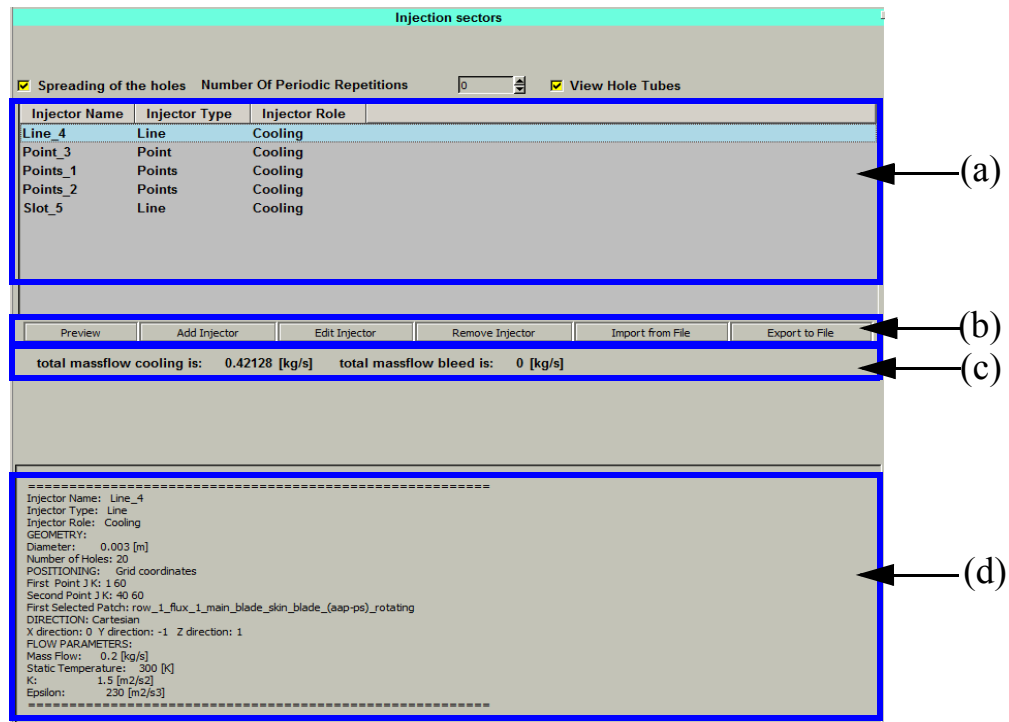 Injection sectors
Spreading of the holes Number Of Periodic Repetitions 0 View Hole Tubes
Injector Name Injector Type Injector Role
Line_4 Line Cooling
Point_3 Point Cooling
Points_1 Points Cooling
Points_2 Points Cooling
Slot_5 Line Cooling
(a)
Preview Add Injector Edit Injector Remove Injector Import from File Export to File
(b)
total massflow cooling is: 0.42128 [kg/s] total massflow bleed is: 0 [kg/s]
(c)
=======================================================
Injector Name: Line_4
Injector Type: Line
Injector Role: Cooling
GEOMETRY:
Diameter: 0.003 [m]
Number of Holes: 20
POSITIONING: Grid coordinates
First Point J K: 1 60
Second Point J K: 40 60
First Selected Patch: row_1_flux_1_main_blade_skin_blade_(aap-ps)_rotating
DIRECTION: Cartesian
X direction: 0 Y direction: -1 Z direction: 1
FLOW PARAMETERS:
Mass Flow: 0.2 [kg/s]
Static Temperature: 300 [K]
K: 1.5 [m2/s2]
Epsilon: 230 [m2/s3]
=======================================================
(d)